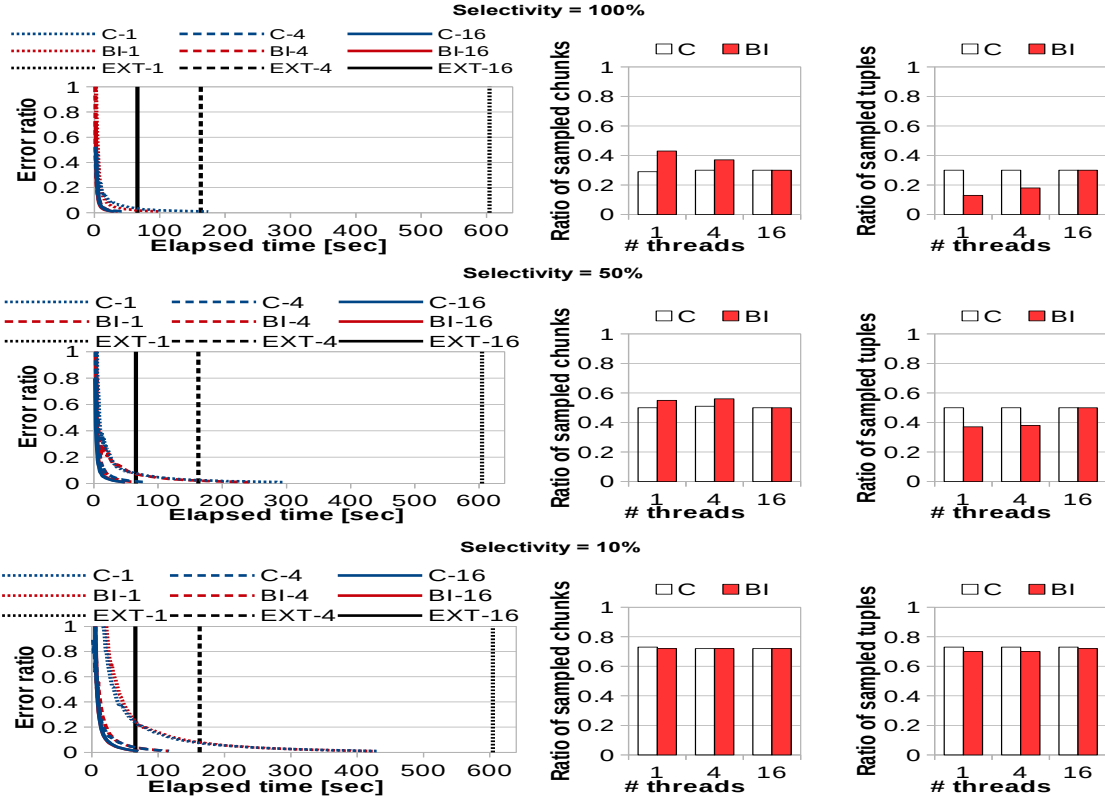 Selectivity = 100%
C-1 C-4 C-16
BI-1 BI-4 BI-16
EXT-1 EXT-4 EXT-16
Error ratio
1
0.8
0.6
0.4
0.2
0
0 100 200 300 400 500 600
Elapsed time [sec]
C BI
Ratio of sampled chunks
1
0.8
0.6
0.4
0.2
0
1 4 16
# threads
C BI
Ratio of sampled tuples
1
0.8
0.6
0.4
0.2
0
1 4 16
# threads
Selectivity = 50%
C-1 C-4 C-16
BI-1 BI-4 BI-16
EXT-1 EXT-4 EXT-16
Error ratio
1
0.8
0.6
0.4
0.2
0
0 100 200 300 400 500 600
Elapsed time [sec]
C BI
Ratio of sampled chunks
1
0.8
0.6
0.4
0.2
0
1 4 16
# threads
C BI
Ratio of sampled tuples
1
0.8
0.6
0.4
0.2
0
1 4 16
# threads
Selectivity = 10%
C-1 C-4 C-16
BI-1 BI-4 BI-16
EXT-1 EXT-4 EXT-16
Error ratio
1
0.8
0.6
0.4
0.2
0
0 100 200 300 400 500 600
Elapsed time [sec]
C BI
Ratio of sampled chunks
1
0.8
0.6
0.4
0.2
0
1 4 16
# threads
C BI
Ratio of sampled tuples
1
0.8
0.6
0.4
0.2
0
1 4 16
# threads